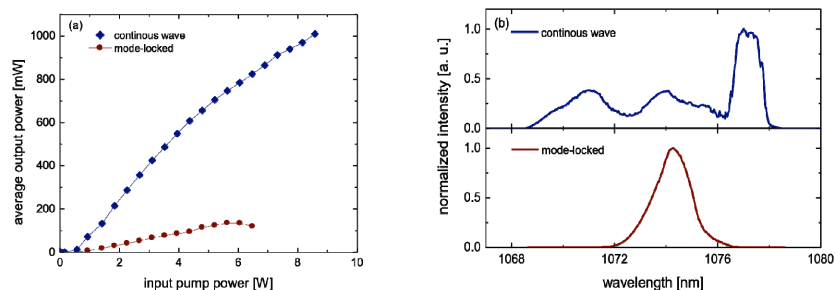 (a)
continous wave
mode-locked
average output power [mW]
1000
800
600
400
200
0
0 2 4 6 8 10
input pump power [W]
(b)
continous wave
normalized intensity [a. u.]
1.0
0.5
0.0
mode-locked
1.0
0.5
0.0
1068 1072 1076 1080
wavelength [nm]